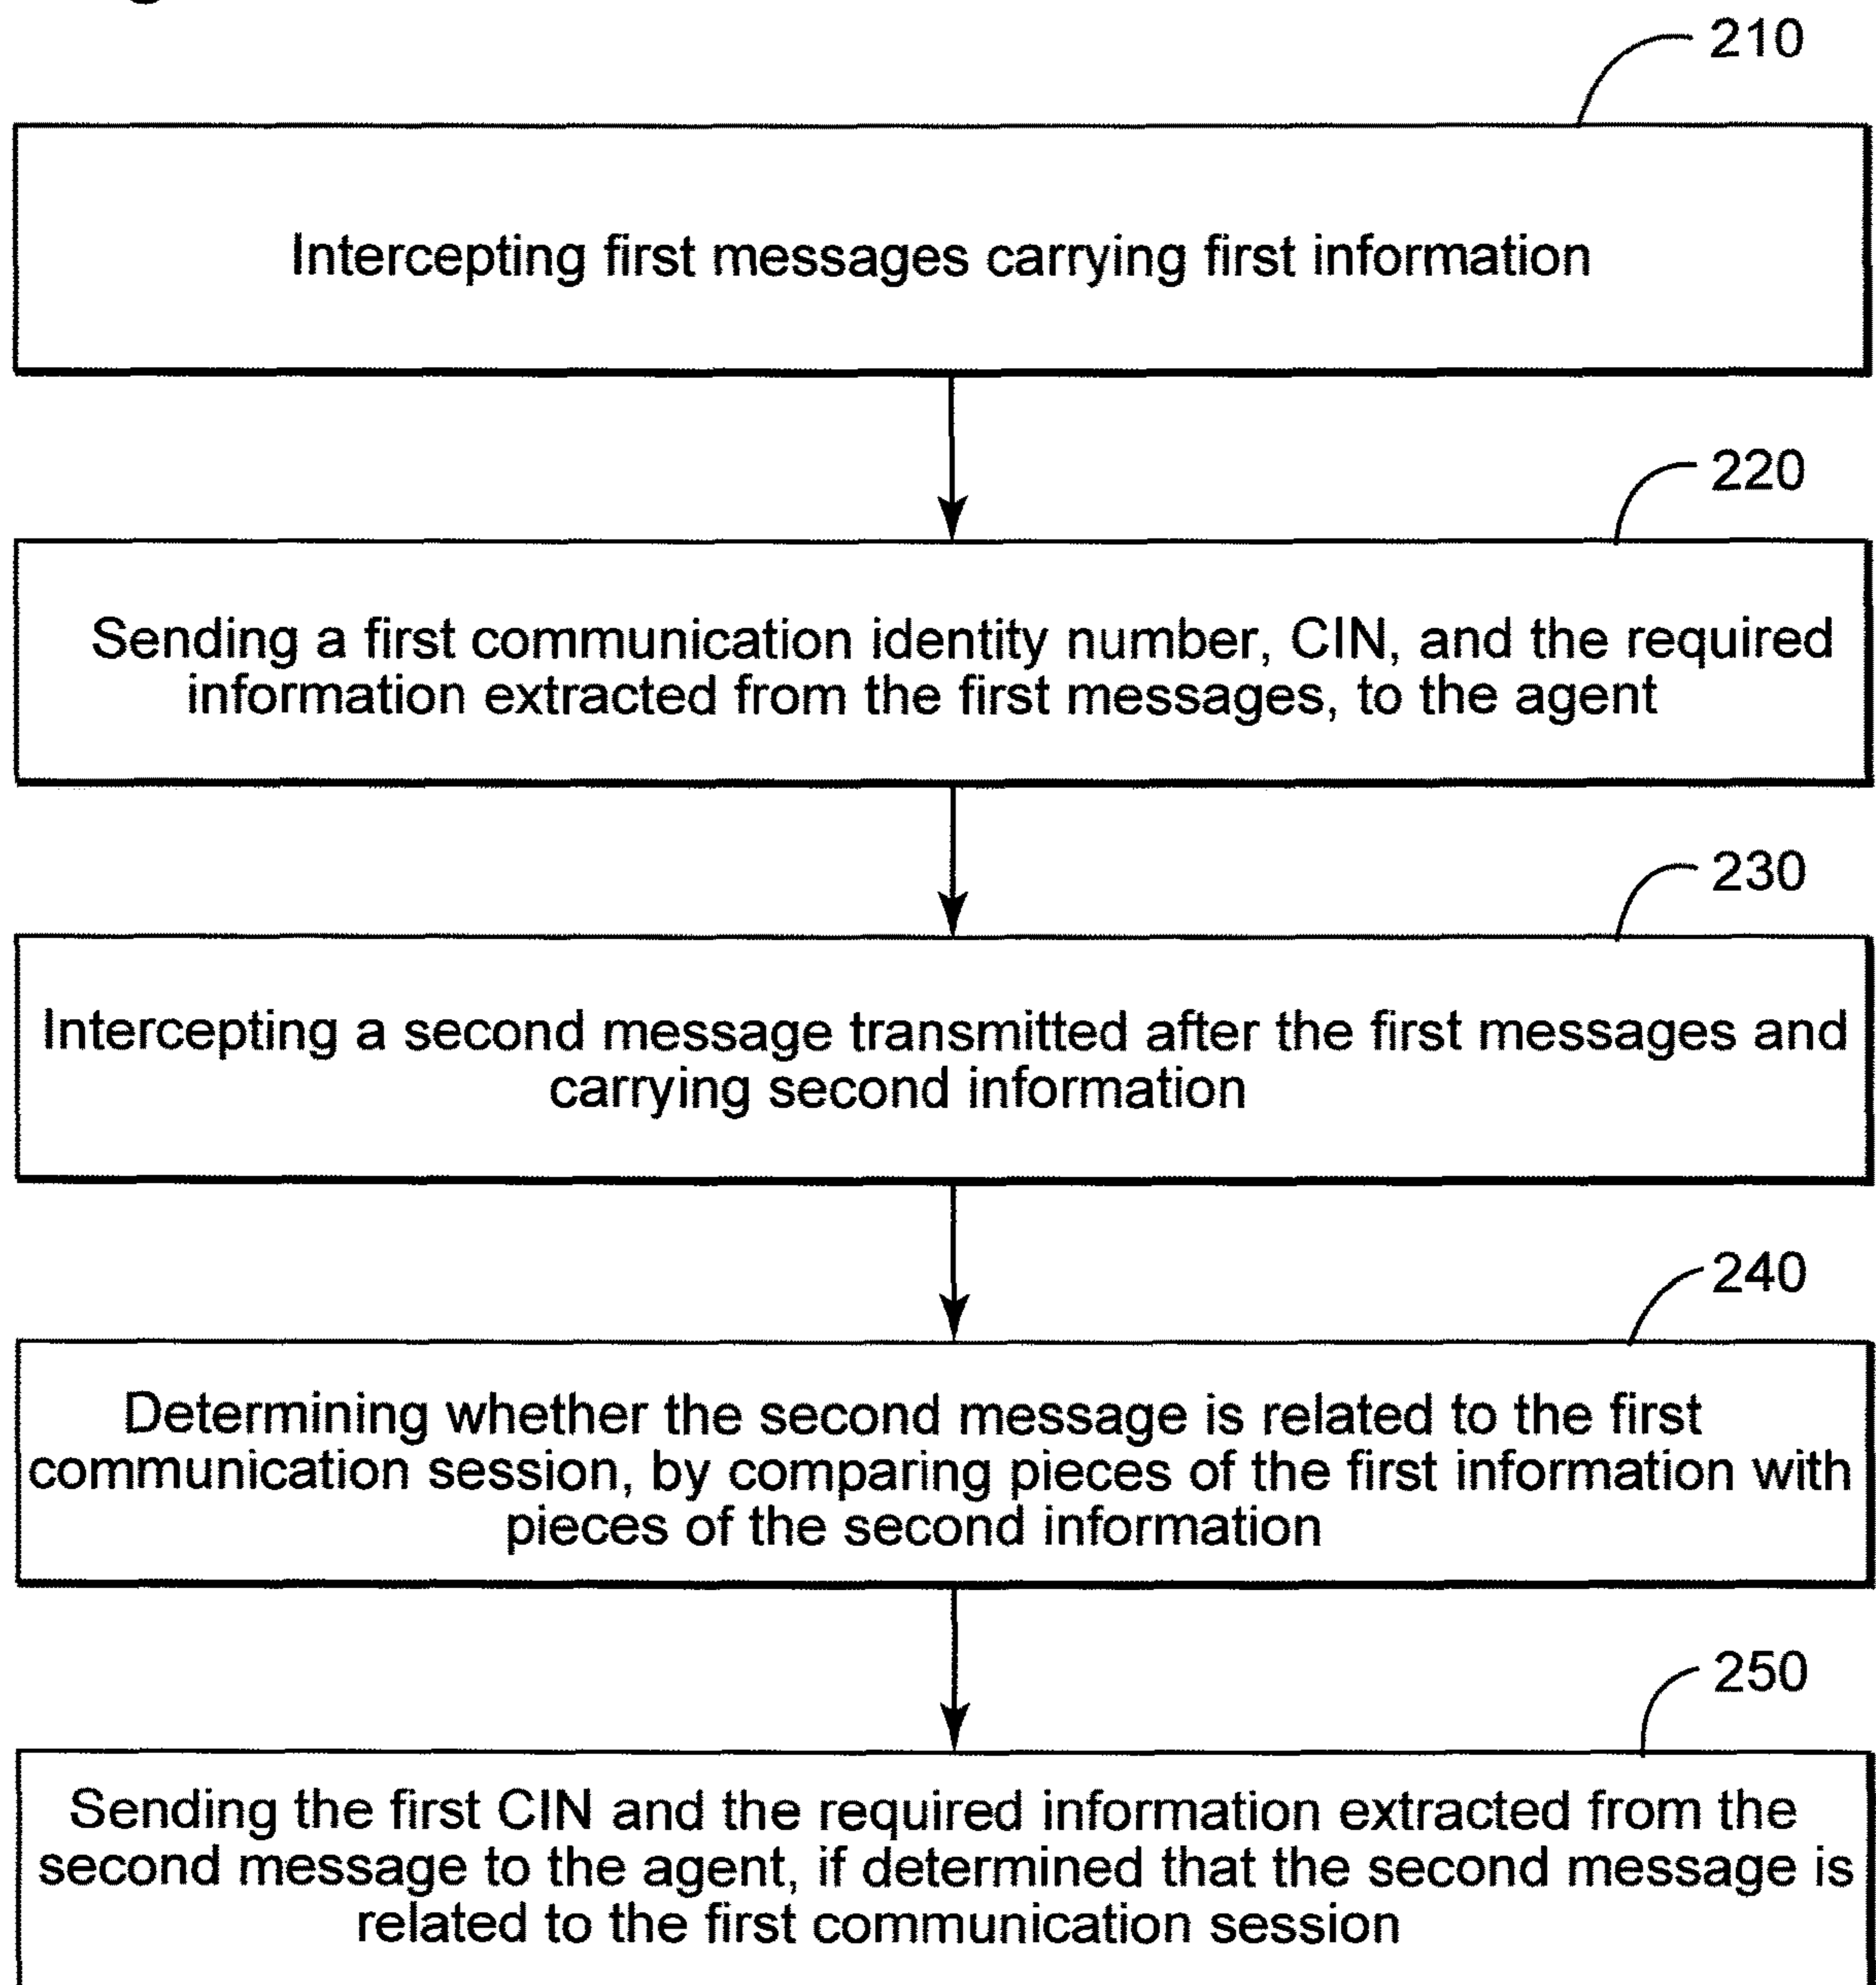 210
Intercepting first messages carrying first information
220
Sending a first communication identity number, CIN, and the required
information extracted from the first messages, to the agent
230
Intercepting a second message transmitted after the first messages and
carrying second information
240
Determining whether the second message is related to the first
communication session, by comparing pieces of the first information with
pieces of the second information
250
Sending the first CIN and the required information extracted from the
second message to the agent, if determined that the second message is
related to the first communication session